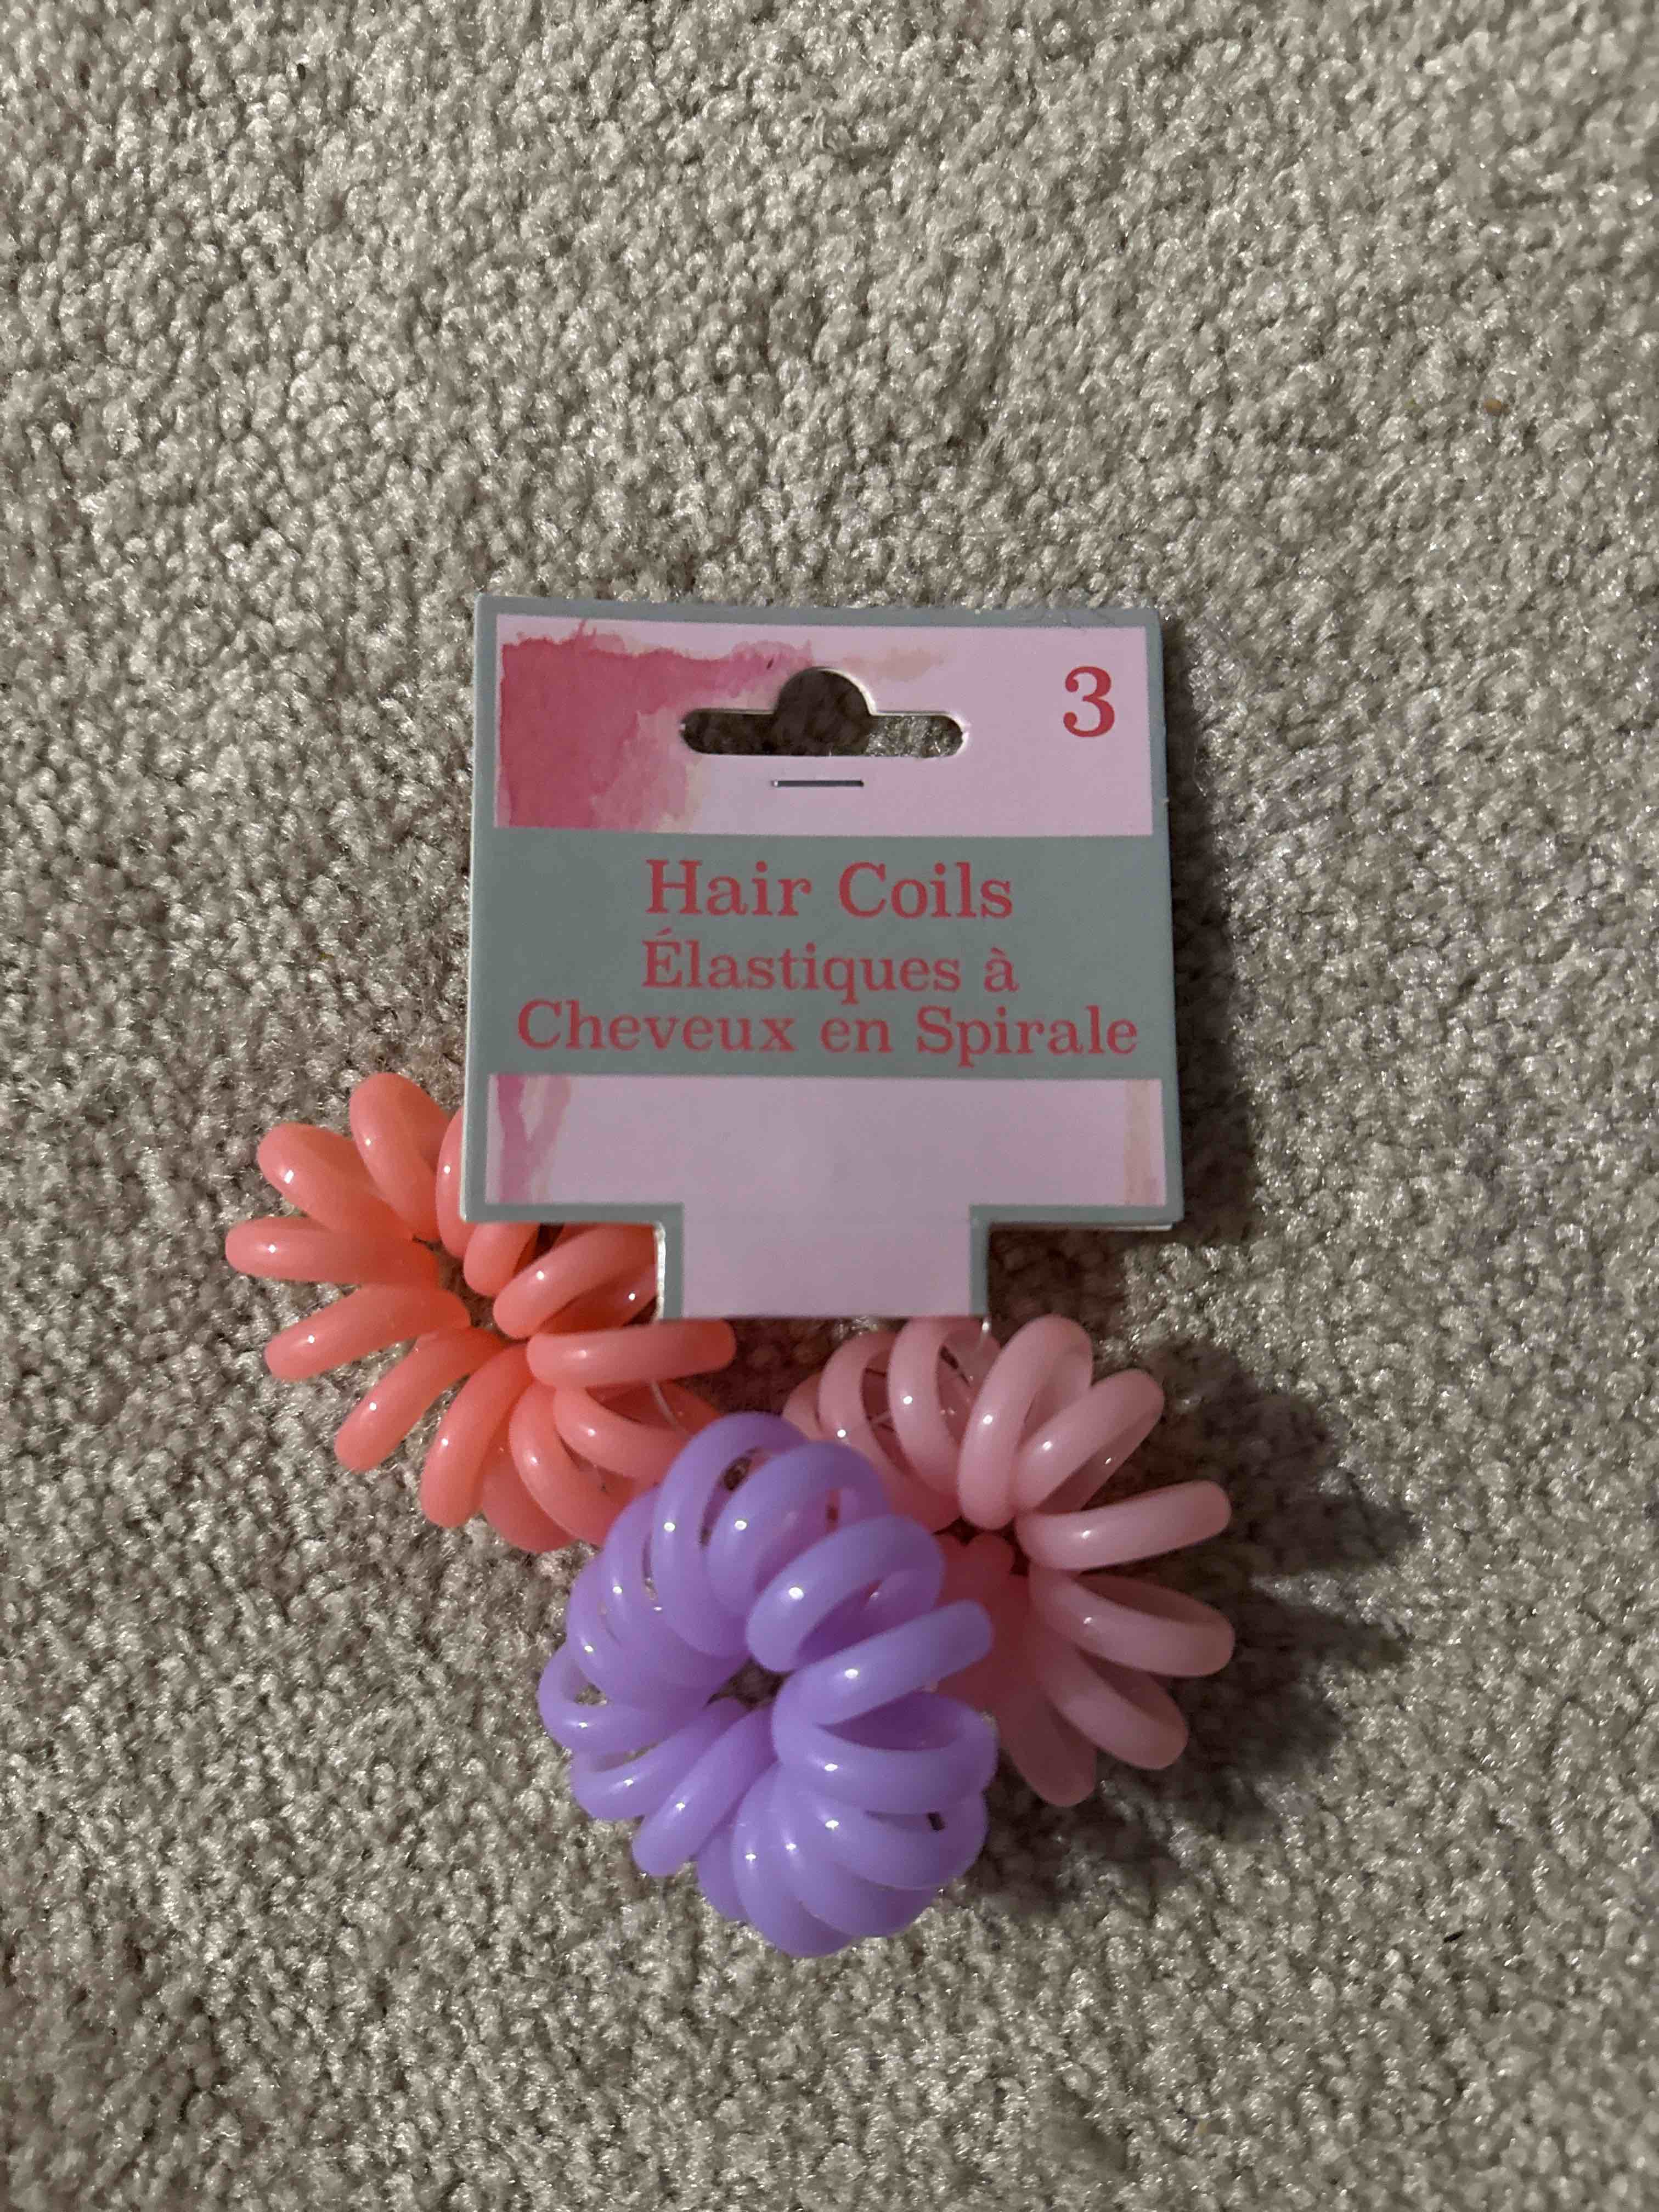 3
Hair Coils
Élastiques à
Cheveux en Spirale